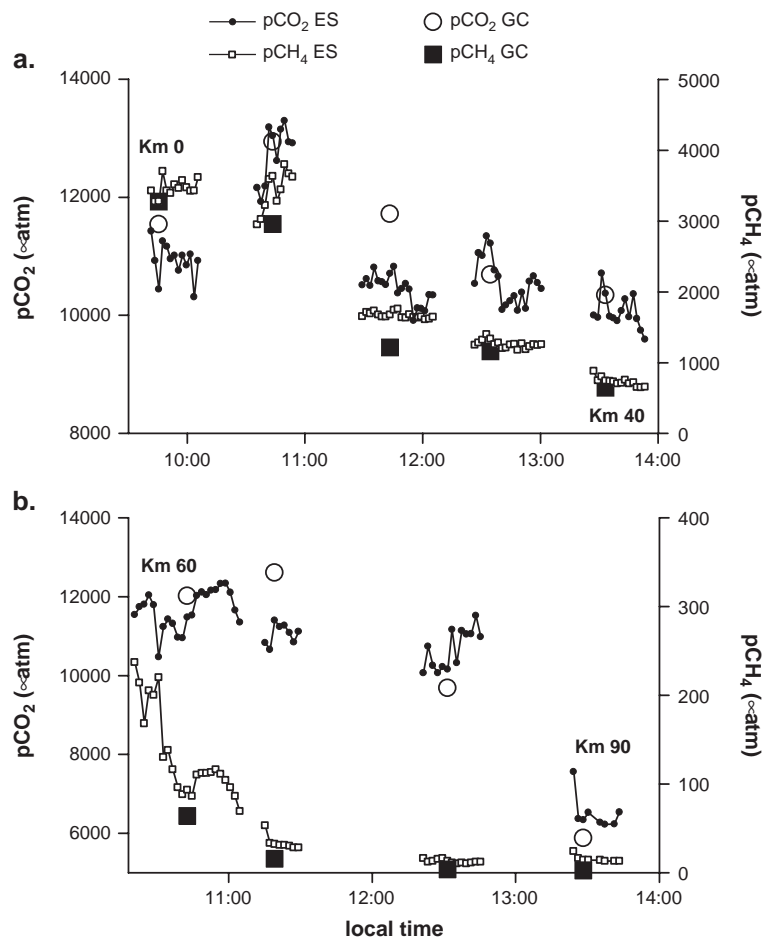 pCO₂ ES
pCO₂ GC
pCH₄ ES
pCH₄ GC
a.
14000
12000
10000
8000
pCO₂ (∝atm)
5000
4000
3000
2000
1000
0
pCH₄ (∝atm)
Km 0
Km 40
10:00
11:00
12:00
13:00
14:00
b.
14000
12000
10000
8000
6000
pCO₂ (∝atm)
400
300
200
100
0
pCH₄ (∝atm)
Km 60
Km 90
11:00
12:00
13:00
14:00
local time